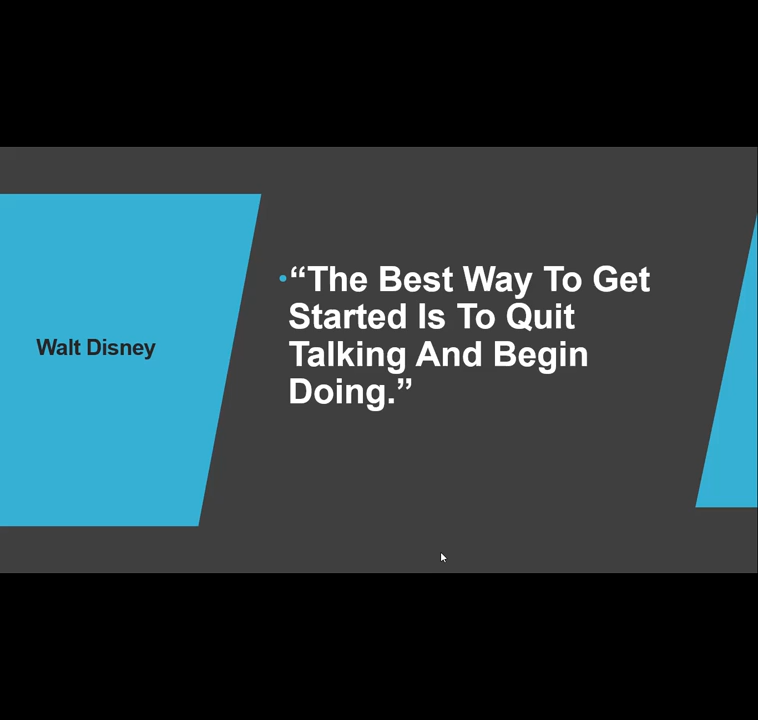 Walt Disney
•“The Best Way To Get
Started Is To Quit
Talking And Begin
Doing.”